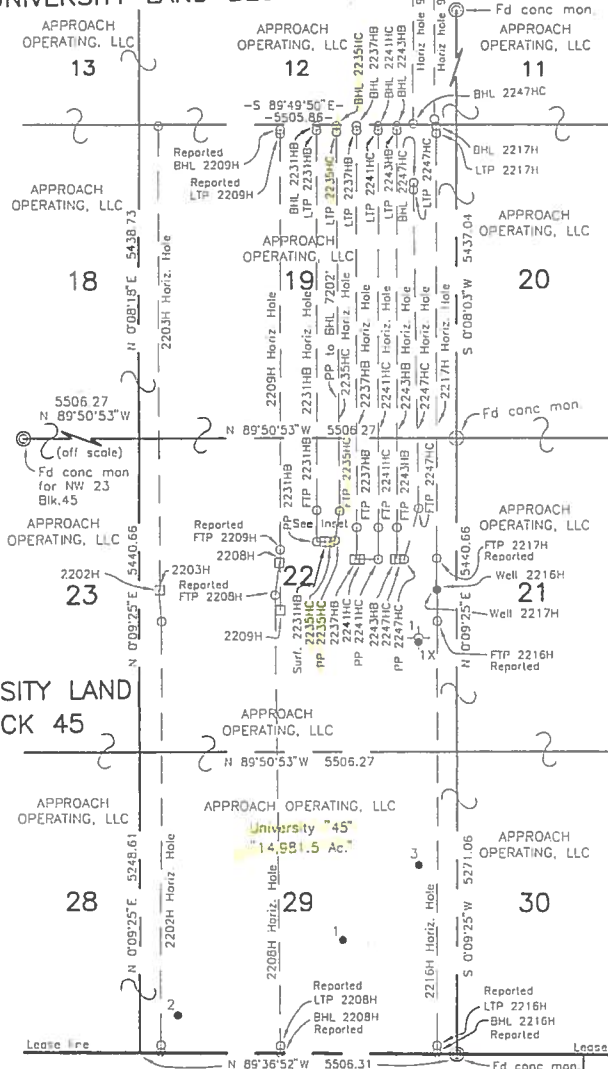 APPROACH
OPERATING, LLC
13
APPROACH
OPERATING, LLC
12
Horiz hole
Horiz hole
Fd conc mon.
APPROACH
OPERATING, LLC
11
BHL 2235HC
BHL 2237HB
BHL 2241HC
BHL 2243HB
BHL 2247HC
S 89°49'50"E
5505.86
Reported
BHL 2209H
Reported
LTP 2209H
BHL 2231HB
LTP 2231HB
LTP 2235HC
LTP 2237HB
LTP 2241HC
LTP 2243HB
BHL 2247HC
LTP 2247HC
BHL 2217H
LTP 2217H
APPROACH
OPERATING, LLC
18
N 0°08'18"E 5438.73
2203H Horiz. Hole
APPROACH
OPERATING, LLC
19
PP to BHL 7202'
2209H Horiz Hole
2231HB Horiz. Hole
2235HC Horiz. Hole
2237HB Horiz. Hole
2241HC Horiz. Hole
2243HB Horiz. Hole
2247HC Horiz. Hole
2217H Horiz. Hole
S 0°08'03"W 5437.04
APPROACH
OPERATING, LLC
20
5506.27
N 89°50'53"W
(off scale)
Fd conc mon
for NW 23
Blk.45
N 89°50'53"W 5506.27
Fd conc mon.
APPROACH
OPERATING, LLC
23
2202H
2203H
N 0°09'25"E 5440.66
Reported
FTP 2209H
2208H
Reported
FTP 2208H
2209H
PP 2231HB
FTP 2231HB
FTP 2235HC
FTP 2237HB
FTP 2241HC
FTP 2243HB
FTP 2247HC
See Inset
22
Surf. 2231HB
2235HC
PP 2235HC
2237HB
2241HC
PP 2241HC
2243HB
2247HC
PP 2247HC
1
1X
N 0°09'25"E 5440.66
APPROACH
OPERATING, LLC
FTP 2217H
Reported
Well 2216H
21
Well 2217H
FTP 2216H
Reported
SITY LAND
CK 45
APPROACH
OPERATING, LLC
N 89°50'53"W 5506.27
APPROACH
OPERATING, LLC
28
N 0°09'25"E 5248.61
2202H Horiz. Hole
2
APPROACH OPERATING, LLC
University "45"
"14,981.5 Ac."
29
2208H Horiz. Hole
1
3
2216H Horiz. Hole
S 0°09'25"W 5271.06
APPROACH
OPERATING, LLC
30
Reported
LTP 2208H
BHL 2208H
Reported
Reported
LTP 2216H
BHL 2216H
Reported
Lease line
Lease
N 89°36'52"W 5506.31
Fd conc mon